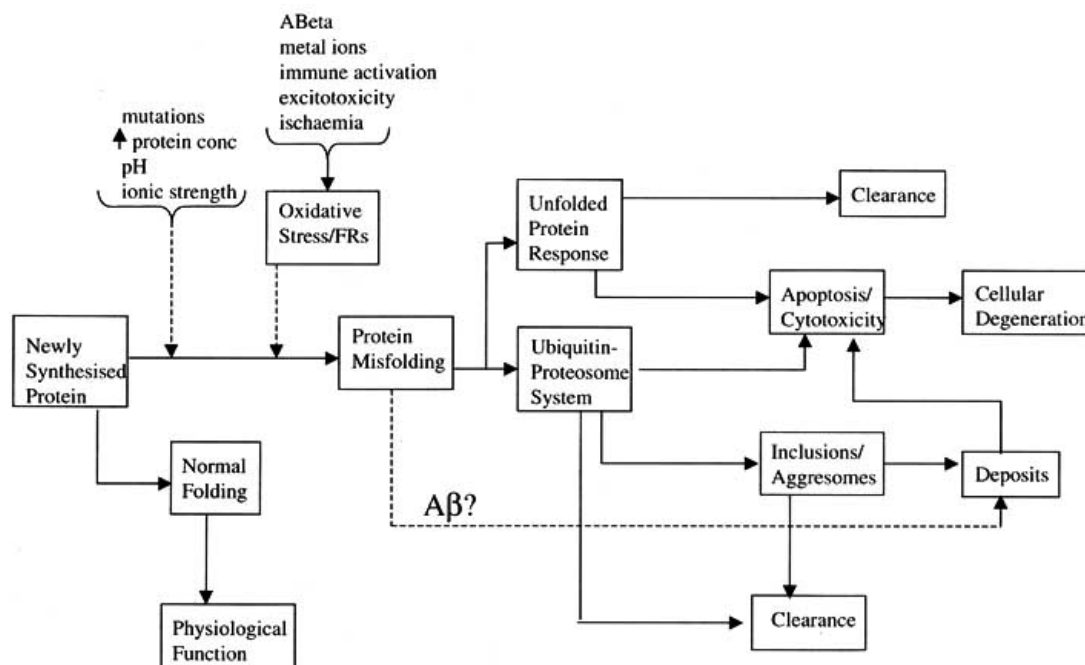 ABeta
metal ions
immune activation
excitotoxicity
ischaemia
mutations
protein conc
pH
ionic strength
Oxidative
Stress/FRs
Unfolded
Protein
Response
Clearance
Newly
Synthesised
Protein
Protein
Misfolding
Apoptosis/
Cytotoxicity
Cellular
Degeneration
Ubiquitin-
Proteosome
System
Normal
Folding
Inclusions/
Aggresomes
Deposits
Aβ?
Physiological
Function
Clearance